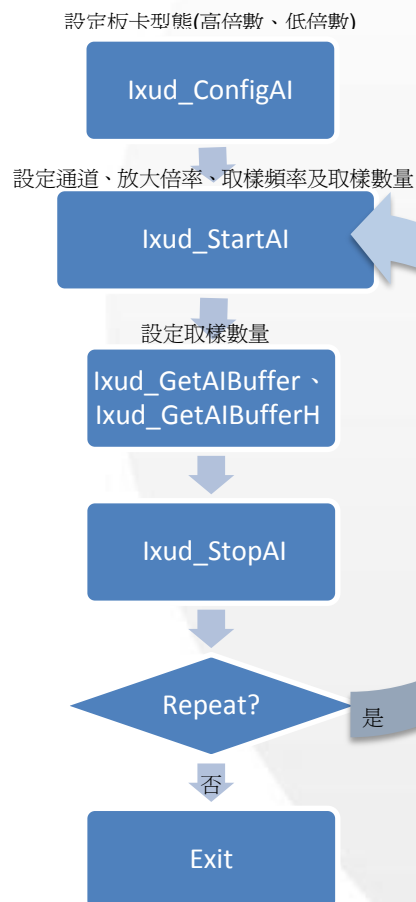 設定板卡型態(高倍數、低倍數)
Ixud_ConfigAI
設定通道、放大倍率、取樣頻率及取樣數量
Ixud_StartAI
設定取樣數量
Ixud_GetAIBuffer、
Ixud_GetAIBufferH
Ixud_StopAI
Repeat?
是
否
Exit